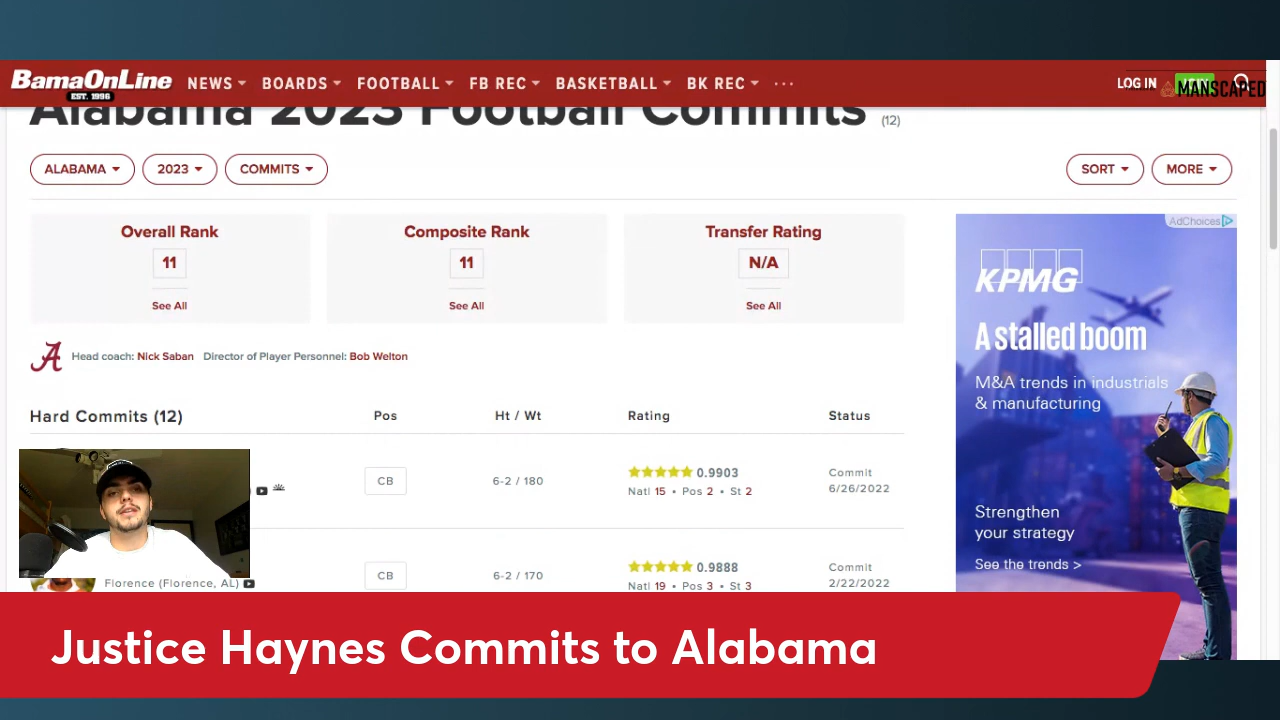 BamaOnLine
EST. 1996
NEWS BOARDS FOOTBALL FB REC BASKETBALL BK REC ...
LOG IN
MANSCAPED
Alabama 2023 Football Commits (12)
ALABAMA 2023 COMMITS SORT MORE
Overall Rank
11
See All
Composite Rank
11
See All
Transfer Rating
N/A
See All
Head coach: Nick Saban Director of Player Personnel: Bob Welton
Hard Commits (12) Pos Ht / Wt Rating Status
CB 6-2 / 180 0.9903 Commit
Natl 15 • Pos 2 • St 2 6/26/2022
Florence (Florence, AL) CB 6-2 / 170 0.9888 Commit
Natl 19 • Pos 3 • St 3 2/22/2022
AdChoices
KPMG
A stalled boom
M&A trends in industrials
& manufacturing
Strengthen
your strategy
See the trends >
Justice Haynes Commits to Alabama